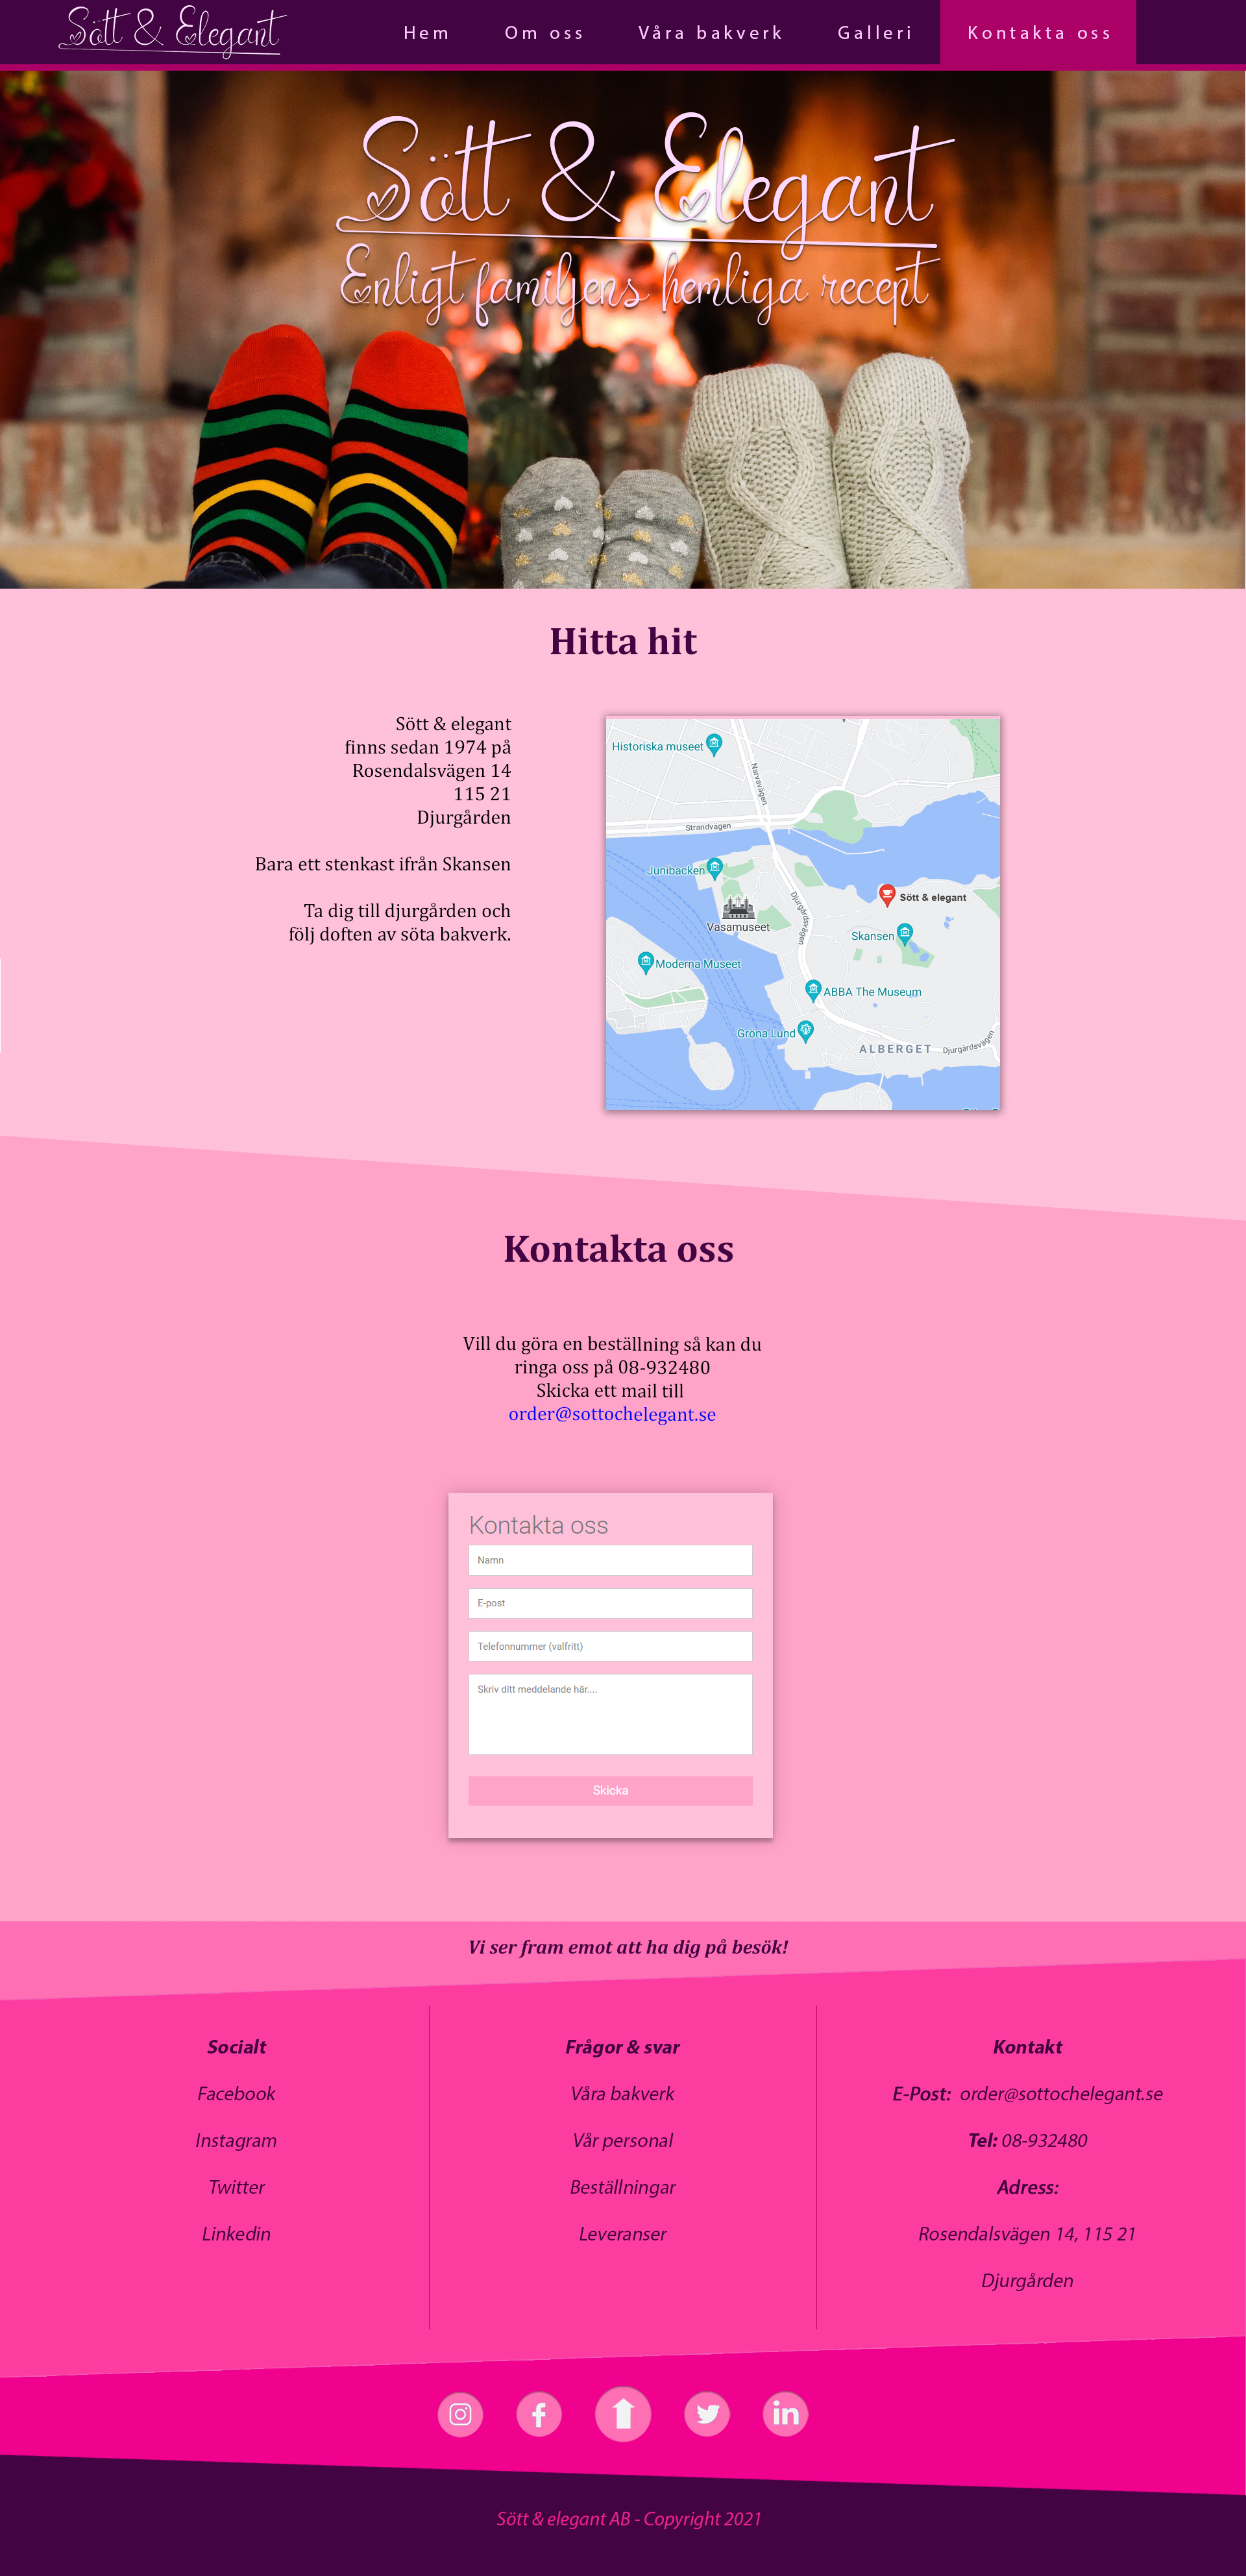 Sött & Elegant
Hem
Om oss
Våra bakverk
Galleri
Kontakta oss
Sött & Elegant
Enligt familjens hemliga recept
Hitta hit
Sött & elegant
finns sedan 1974 på
Rosendalsvägen 14
115 21
Djurgården
Bara ett stenkast ifrån Skansen
Ta dig till djurgården och
följ doften av söta bakverk.
Historiska museet
Narvavägen
Strandvägen
Junibacken
Djurgårdsvägen
Sött & elegant
Vasamuseet
Skansen
Moderna Museet
ABBA The Museum
Gröna Lund
ALBERGET
Djurgårdsvägen
Kontakta oss
Vill du göra en beställning så kan du
ringa oss på 08-932480
Skicka ett mail till
order@sottochelegant.se
Kontakta oss
Namn
E-post
Telefonnummer (valfritt)
Skriv ditt meddelande här....
Skicka
Vi ser fram emot att ha dig på besök!
Socialt
Facebook
Instagram
Twitter
Linkedin
Frågor & svar
Våra bakverk
Vår personal
Beställningar
Leveranser
Kontakt
E-Post: order@sottochelegant.se
Tel: 08-932480
Adress:
Rosendalsvägen 14, 115 21
Djurgården
in
Sött & elegant AB - Copyright 2021